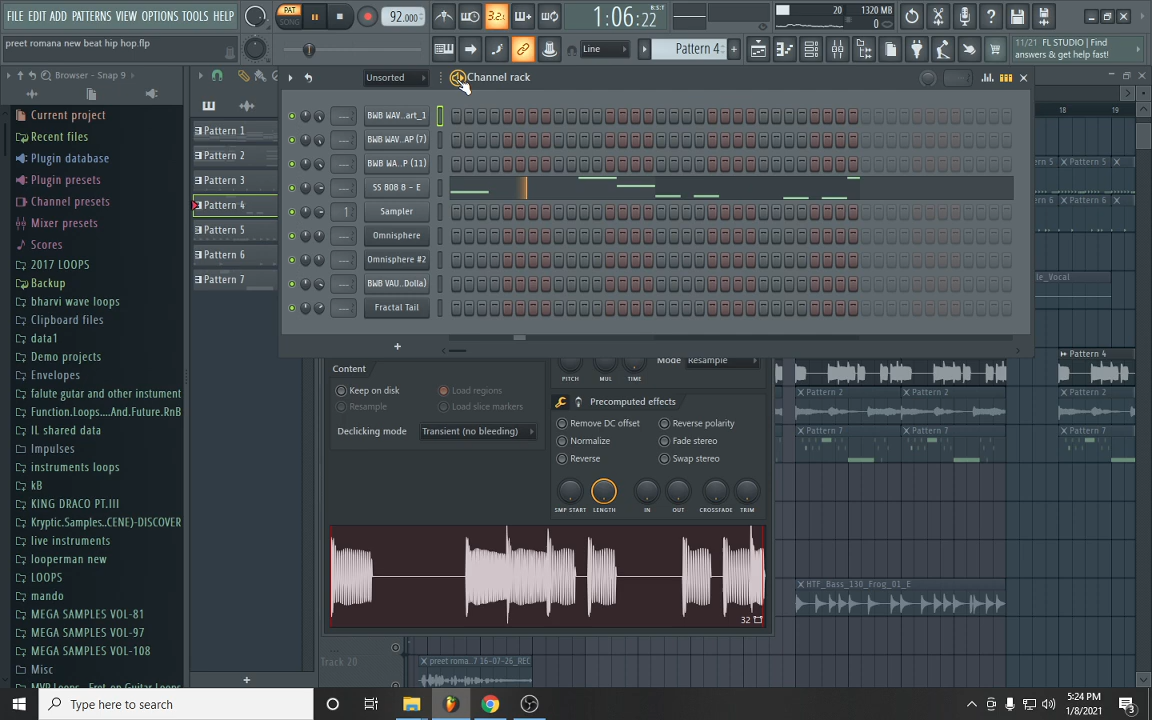 FILE EDIT ADD PATTERNS VIEW OPTIONS TOOLS HELP
PAT
SONG
92.000
3.2
1:06:22
B:S:T
20
1320 MB
0
preet romana new beat hip hop.flp
Line
Pattern 4
11/21 FL STUDIO | Find
answers & get help fast!
Browser - Snap 9
Current project
Recent files
Plugin database
Plugin presets
Channel presets
Mixer presets
Scores
2017 LOOPS
Backup
bharvi wave loops
Clipboard files
data1
Demo projects
Envelopes
falute gutar and other instrument
Function.Loops....And.Future.RnB
IL shared data
Impulses
instruments loops
kB
KING DRACO PT.III
Kryptic.Samples..CENE)-DISCOVER
live instruments
looperman new
LOOPS
mando
MEGA SAMPLES VOL-81
MEGA SAMPLES VOL-97
MEGA SAMPLES VOL-108
Misc
Pattern 1
Pattern 2
Pattern 3
Pattern 4
Pattern 5
Pattern 6
Pattern 7
Unsorted
Channel rack
BWB WAV...art_1
BWB WAV...AP (7)
BWB WA...P (11)
SS 808 8 - E
Sampler
1
Omnisphere
Omnisphere #2
BWB VAU...Dolla)
Fractal Tail
Content
Keep on disk
Resample
Load regions
Load slice markers
Declicking mode
Transient (no bleeding)
PITCH
MUL
TIME
Mode
Resample
Precomputed effects
Remove DC offset
Normalize
Reverse
Reverse polarity
Fade stereo
Swap stereo
SMP START
LENGTH
IN
OUT
CROSSFADE
TRIM
32
18
19
Pattern 5
Pattern 6
le_Vocal
Pattern 4
Pattern 2
Pattern 2
Pattern 2
Pattern 7
Pattern 7
Pattern 7
HTF_Bass_130_Frog_01_E
Track 20
preet roma...7 16-07-26_REC
Type here to search
5:24 PM
1/8/2021
3